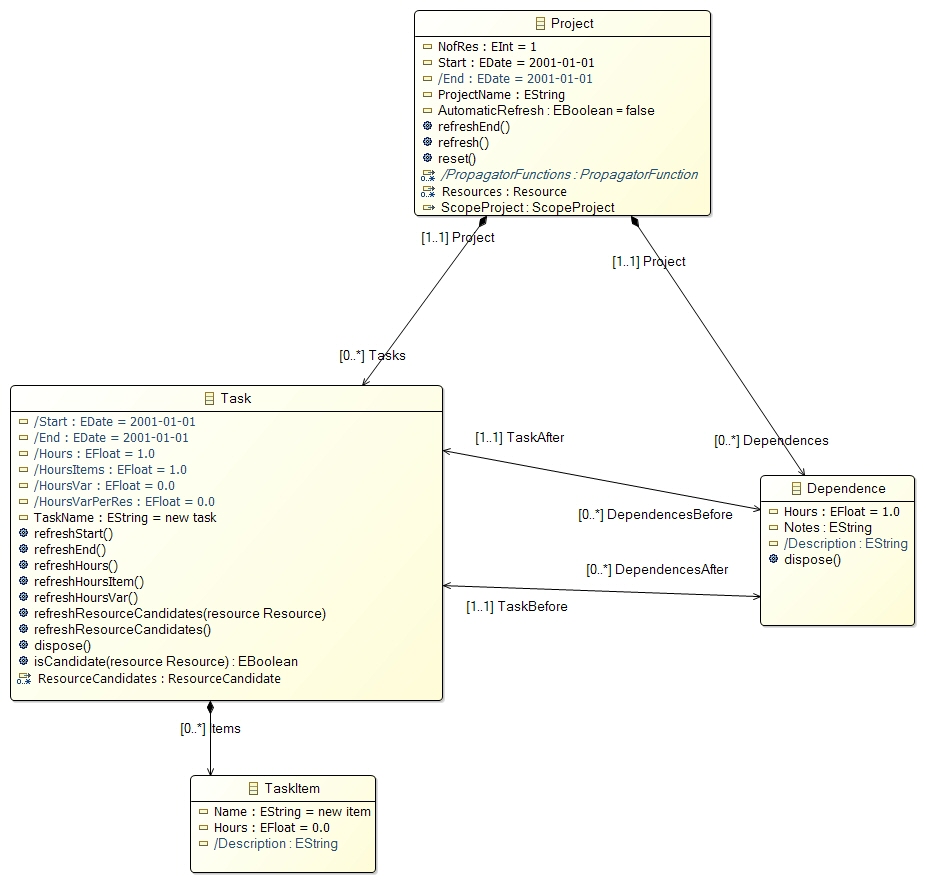 Project
NofRes : EInt = 1
Start : EDate = 2001-01-01
/End : EDate = 2001-01-01
ProjectName : EString
AutomaticRefresh : EBoolean = false
refreshEnd()
refresh()
reset()
0..* /PropagatorFunctions : PropagatorFunction
0..* Resources : Resource
ScopeProject : ScopeProject
[1..1] Project
[1..1] Project
[0..*] Tasks
[0..*] Dependences
Task
/Start : EDate = 2001-01-01
/End : EDate = 2001-01-01
/Hours : EFloat = 1.0
/HoursItems : EFloat = 1.0
/HoursVar : EFloat = 0.0
/HoursVarPerRes : EFloat = 0.0
TaskName : EString = new task
refreshStart()
refreshEnd()
refreshHours()
refreshHoursItem()
refreshHoursVar()
refreshResourceCandidates(resource Resource)
refreshResourceCandidates()
dispose()
isCandidate(resource Resource) : EBoolean
0..* ResourceCandidates : ResourceCandidate
[1..1] TaskAfter
[0..*] DependencesBefore
[0..*] DependencesAfter
[1..1] TaskBefore
Dependence
Hours : EFloat = 1.0
Notes : EString
/Description : EString
dispose()
[0..*] Items
TaskItem
Name : EString = new item
Hours : EFloat = 0.0
/Description : EString